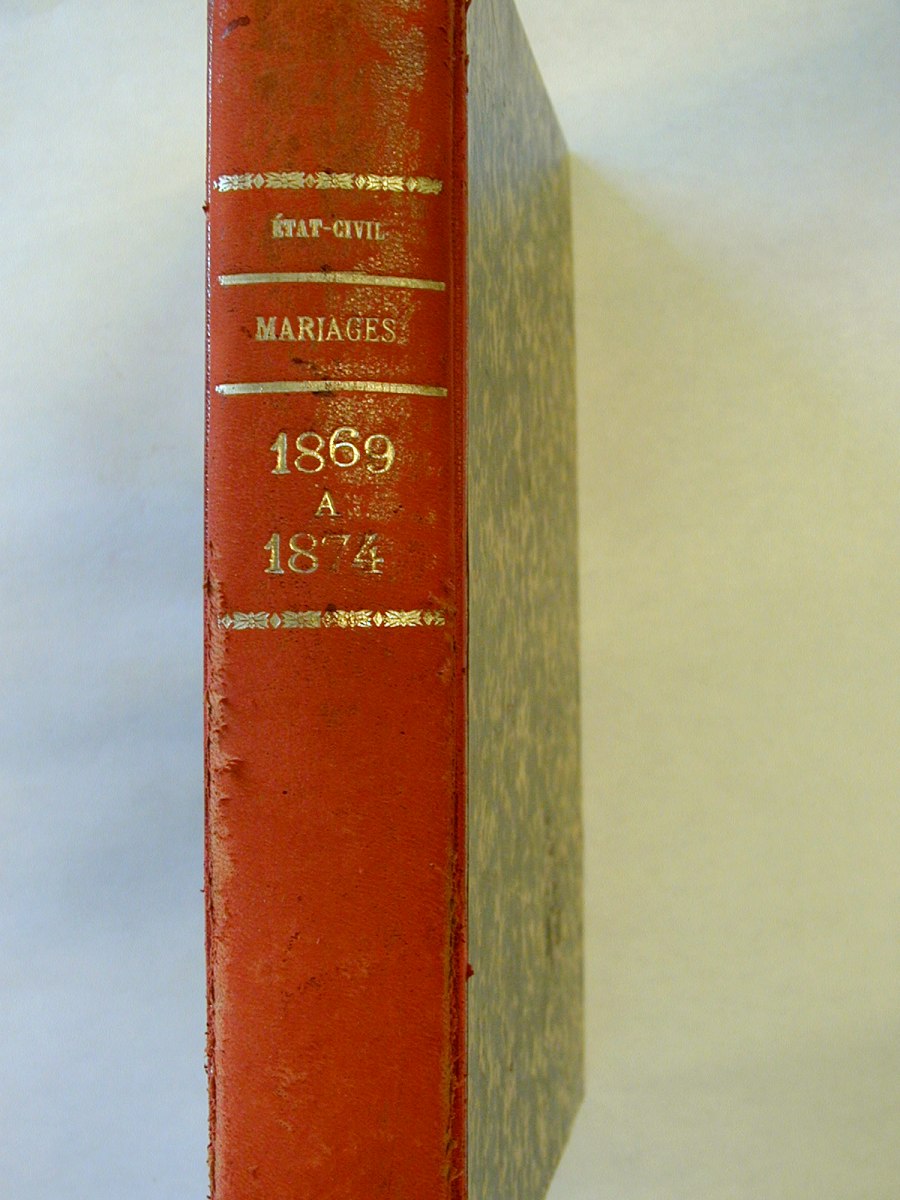 ÉTAT-CIVIL
MARIAGES
1869
A
1874